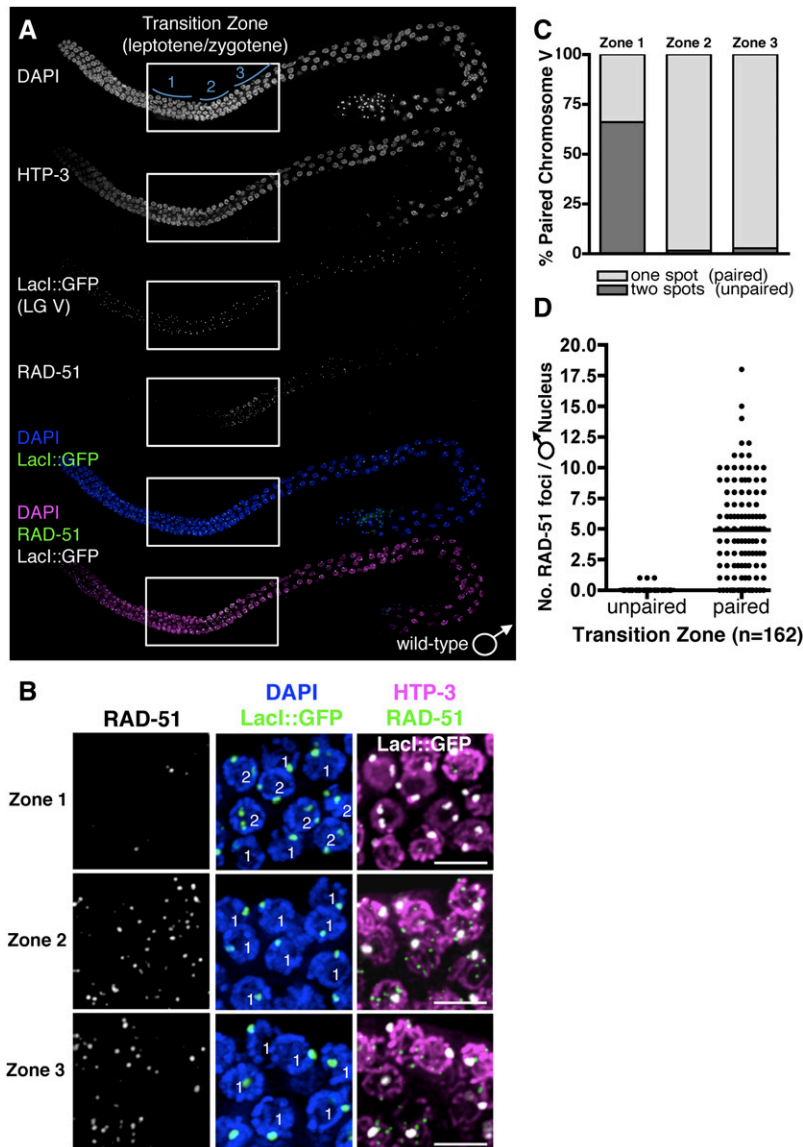 A
Transition Zone
(leptotene/zygotene)
1 2 3
DAPI
HTP-3
LacI::GFP
(LG V)
RAD-51
DAPI
LacI::GFP
DAPI
RAD-51
LacI::GFP
wild-type ♂
B
RAD-51
DAPI
LacI::GFP
HTP-3
RAD-51
LacI::GFP
Zone 1
1
2 2 1
2 2 2
1 1 2
Zone 2
1
1 1 1
1 1 1
1 1
Zone 3
1
1 1
1 1
1
C
Zone 1 Zone 2 Zone 3
% Paired Chromosome V
100
75
50
25
0
one spot (paired)
two spots (unpaired)
D
No. RAD-51 foci / ♂ Nucleus
20.0
17.5
15.0
12.5
10.0
7.5
5.0
2.5
0.0
unpaired paired
Transition Zone (n=162)